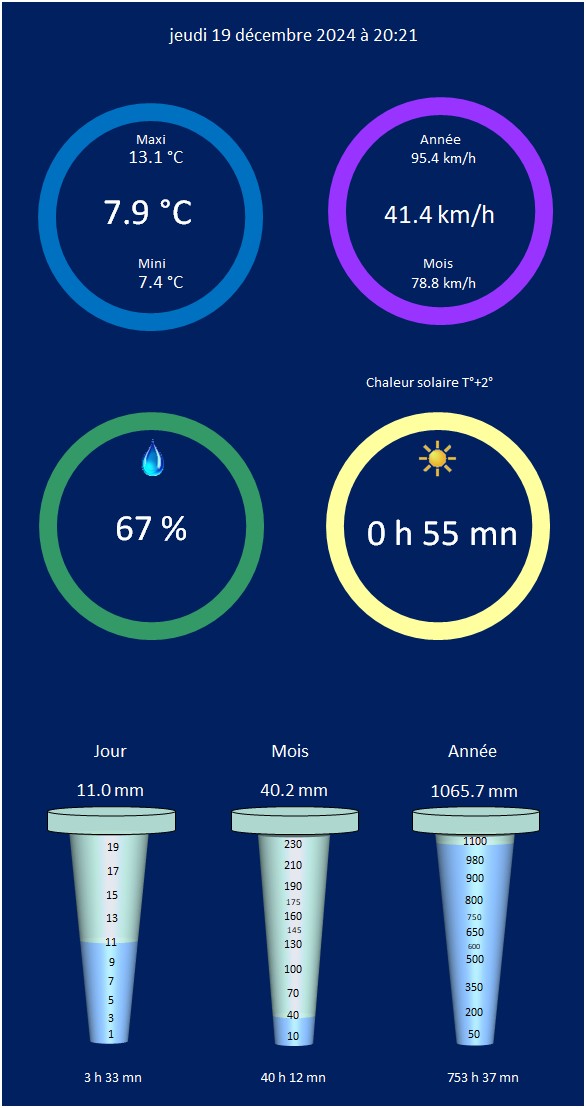 jeudi 19 décembre 2024 à 20:21
Maxi
13.1 °C
7.9 °C
Mini
7.4 °C
Année
95.4 km/h
41.4 km/h
Mois
78.8 km/h
Chaleur solaire T°+2°
67 %
0 h 55 mn
Jour
11.0 mm
19
17
15
13
11
9
7
5
3
1
3 h 33 mn
Mois
40.2 mm
230
210
190
175
160
145
130
100
70
40
10
40 h 12 mn
Année
1065.7 mm
1100
980
900
800
750
650
600
500
350
200
50
753 h 37 mn